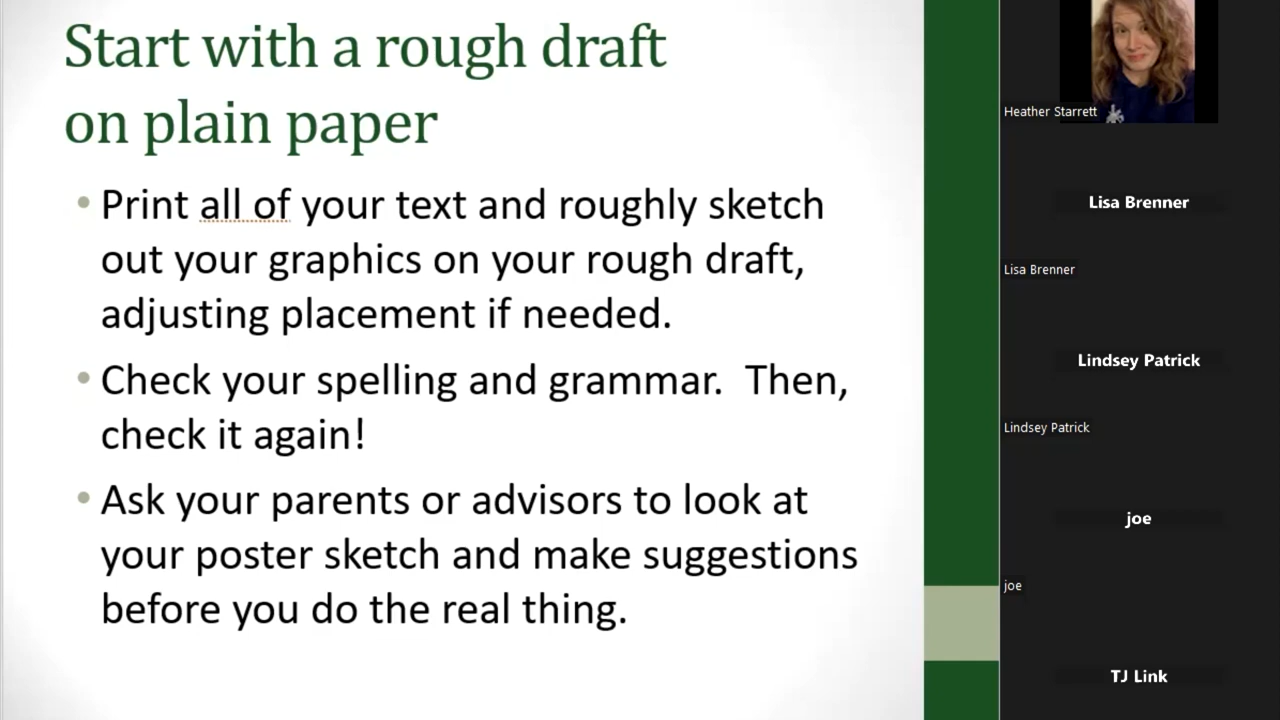 Start with a rough draft
on plain paper
• Print all of your text and roughly sketch
out your graphics on your rough draft,
adjusting placement if needed.
• Check your spelling and grammar.  Then,
check it again!
• Ask your parents or advisors to look at
your poster sketch and make suggestions
before you do the real thing.
Heather Starrett
Lisa Brenner
Lisa Brenner
Lindsey Patrick
Lindsey Patrick
joe
joe
TJ Link